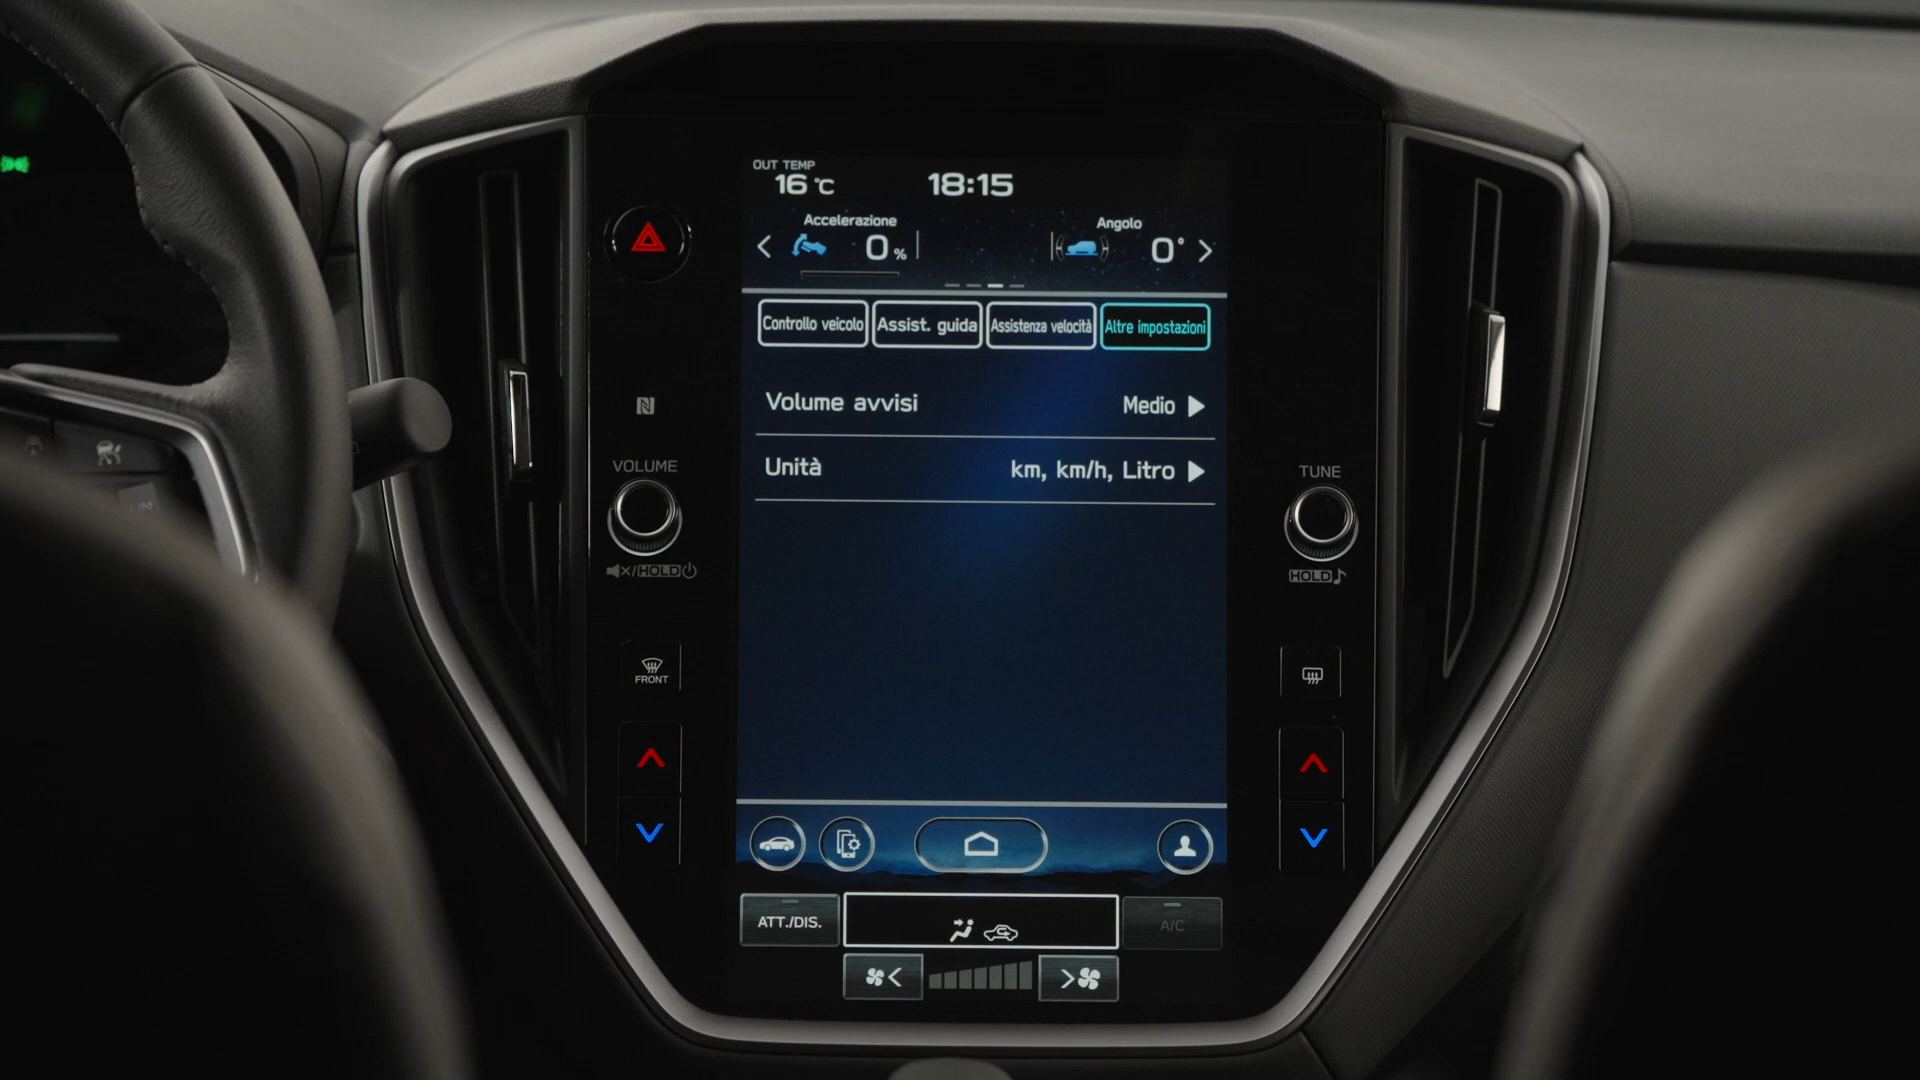 OUT TEMP
16 °C
18:15
Accelerazione
0 %
Angolo
0°
Controllo veicolo
Assist. guida
Assistenza velocità
Altre impostazioni
Volume avvisi
Medio
Unità
km, km/h, Litro
VOLUME
HOLD
TUNE
HOLD
FRONT
ATT./DIS.
A/C
LIM